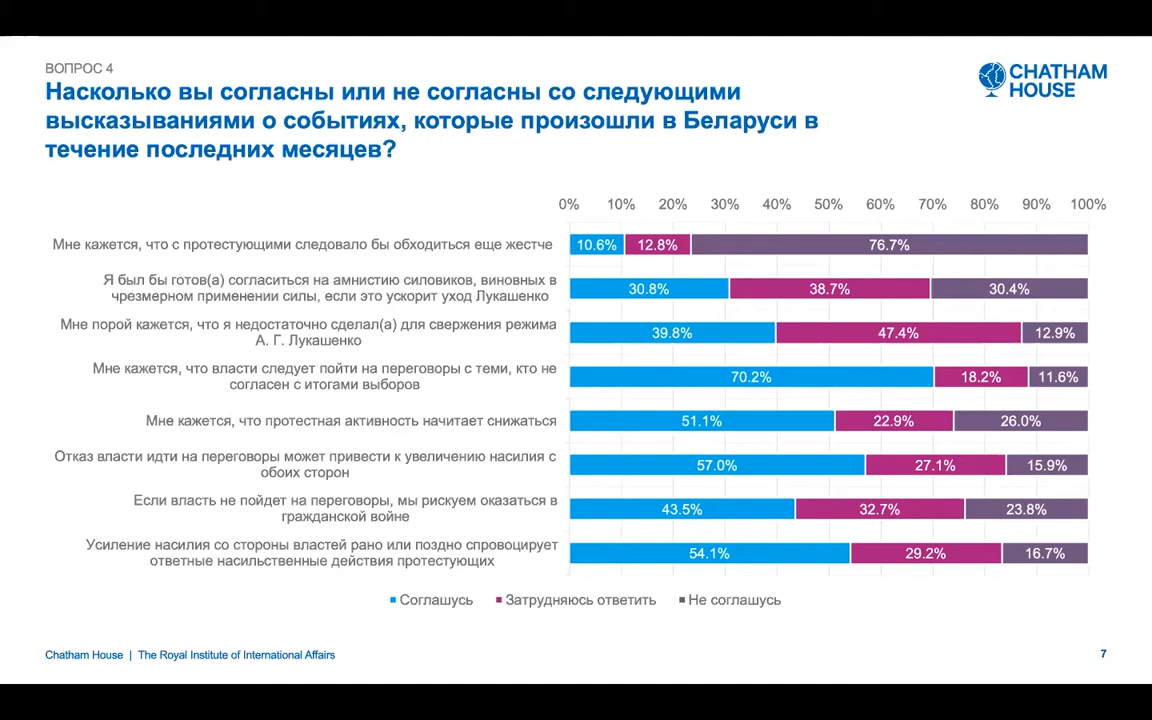 ВОПРОС 4
Насколько вы согласны или не согласны со следующими
высказываниями о событиях, которые произошли в Беларуси в
течение последних месяцев?
CHATHAM
HOUSE
0% 10% 20% 30% 40% 50% 60% 70% 80% 90% 100%
Мне кажется, что с протестующими следовало бы обходиться еще жестче
10.6% 12.8% 76.7%
Я был бы готов(а) согласиться на амнистию силовиков, виновных в
чрезмерном применении силы, если это ускорит уход Лукашенко
30.8% 38.7% 30.4%
Мне порой кажется, что я недостаточно сделал(а) для свержения режима
А. Г. Лукашенко
39.8% 47.4% 12.9%
Мне кажется, что власти следует пойти на переговоры с теми, кто не
согласен с итогами выборов
70.2% 18.2% 11.6%
Мне кажется, что протестная активность начитает снижаться
51.1% 22.9% 26.0%
Отказ власти идти на переговоры может привести к увеличению насилия с
обоих сторон
57.0% 27.1% 15.9%
Если власть не пойдет на переговоры, мы рискуем оказаться в
гражданской войне
43.5% 32.7% 23.8%
Усиление насилия со стороны властей рано или поздно спровоцирует
ответные насильственные действия протестующих
54.1% 29.2% 16.7%
Соглашусь Затрудняюсь ответить Не соглашусь
Chatham House | The Royal Institute of International Affairs
7